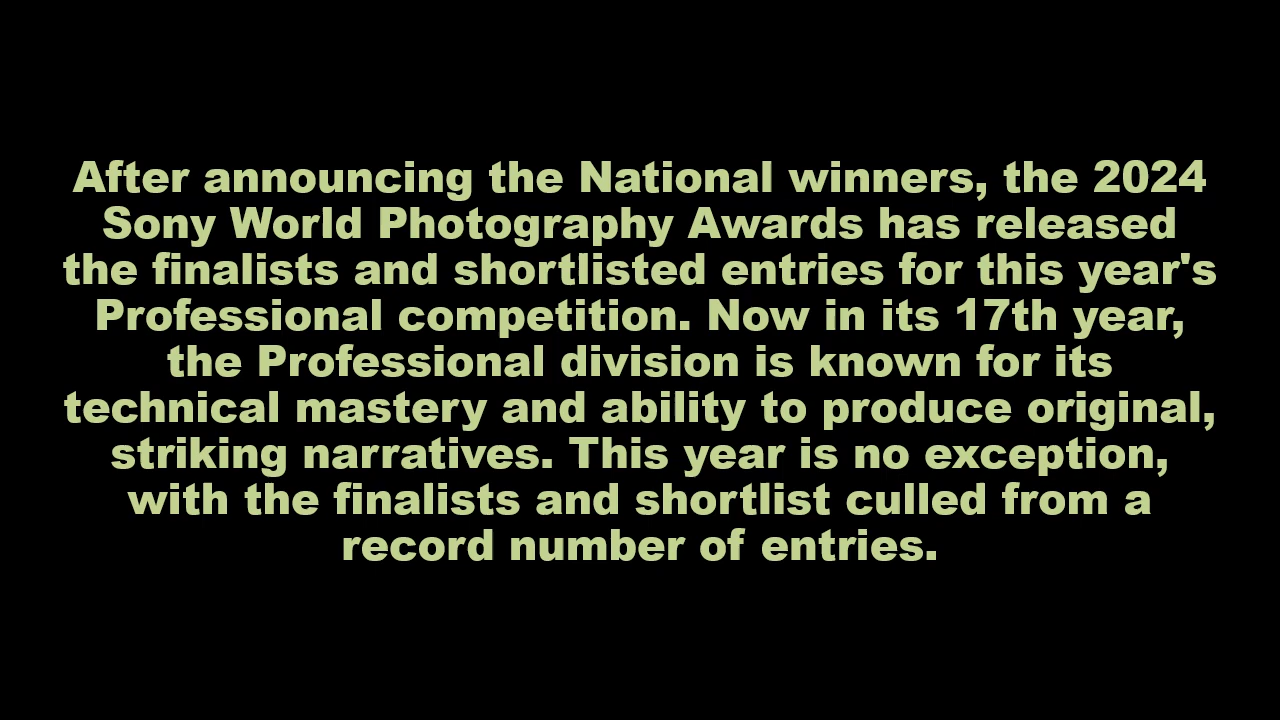 After announcing the National winners, the 2024
Sony World Photography Awards has released
the finalists and shortlisted entries for this year's
Professional competition. Now in its 17th year,
the Professional division is known for its
technical mastery and ability to produce original,
striking narratives. This year is no exception,
with the finalists and shortlist culled from a
record number of entries.